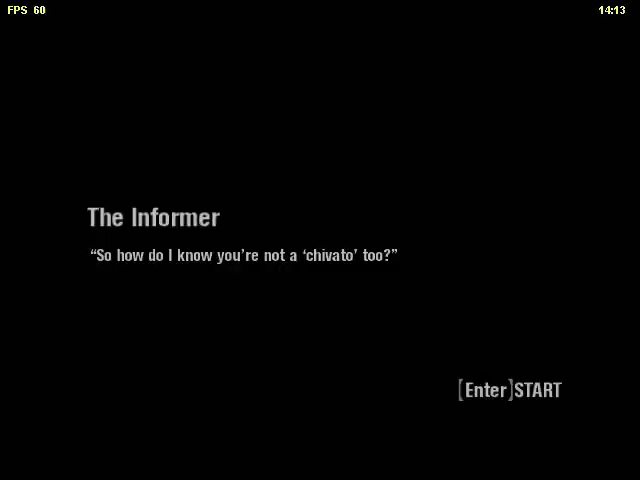 FPS 60
14:13
The Informer
“So how do I know you’re not a ‘chivato’ too?”
[Enter]START